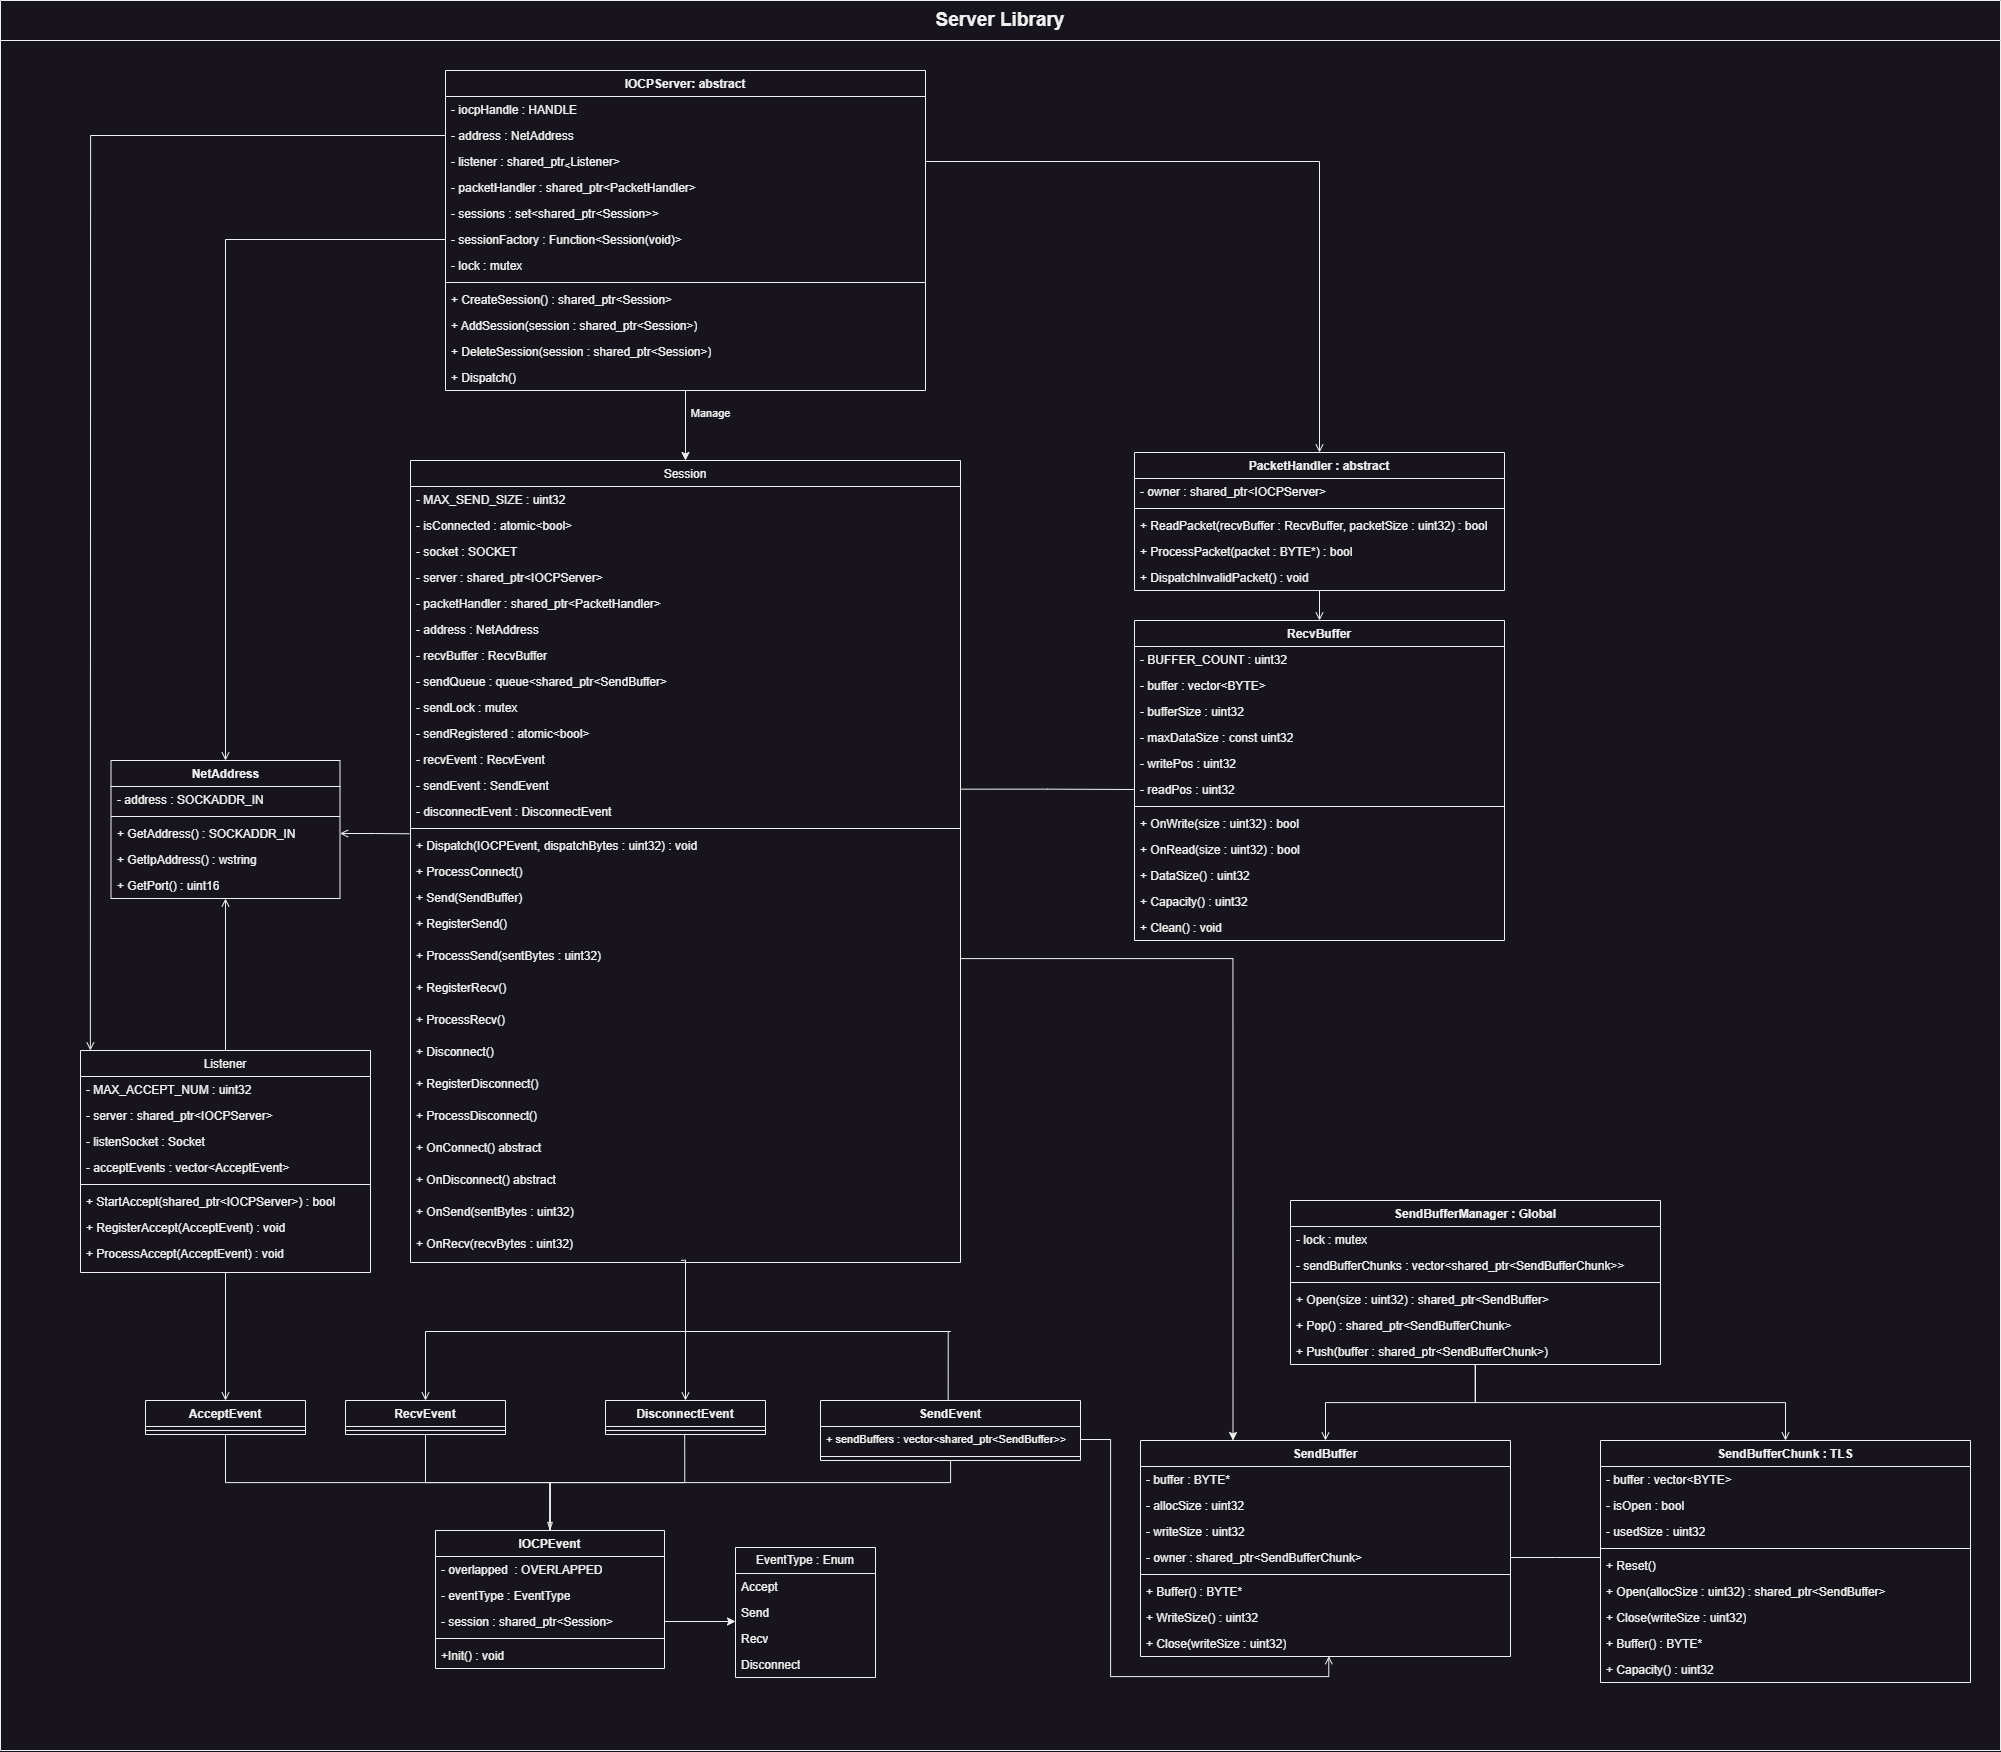 Server Library
IOCPServer: abstract
- iocpHandle : HANDLE
- address : NetAddress
- listener : shared_ptr<Listener>
- packetHandler : shared_ptr<PacketHandler>
- sessions : set<shared_ptr<Session>>
- sessionFactory : Function<Session(void)>
- lock : mutex
+ CreateSession() : shared_ptr<Session>
+ AddSession(session : shared_ptr<Session>)
+ DeleteSession(session : shared_ptr<Session>)
+ Dispatch()
Manage
Session
- MAX_SEND_SIZE : uint32
- isConnected : atomic<bool>
- socket : SOCKET
- server : shared_ptr<IOCPServer>
- packetHandler : shared_ptr<PacketHandler>
- address : NetAddress
- recvBuffer : RecvBuffer
- sendQueue : queue<shared_ptr<SendBuffer>
- sendLock : mutex
- sendRegistered : atomic<bool>
- recvEvent : RecvEvent
- sendEvent : SendEvent
- disconnectEvent : DisconnectEvent
+ Dispatch(IOCPEvent, dispatchBytes : uint32) : void
+ ProcessConnect()
+ Send(SendBuffer)
+ RegisterSend()
+ ProcessSend(sentBytes : uint32)
+ RegisterRecv()
+ ProcessRecv()
+ Disconnect()
+ RegisterDisconnect()
+ ProcessDisconnect()
+ OnConnect() abstract
+ OnDisconnect() abstract
+ OnSend(sentBytes : uint32)
+ OnRecv(recvBytes : uint32)
PacketHandler : abstract
- owner : shared_ptr<IOCPServer>
+ ReadPacket(recvBuffer : RecvBuffer, packetSize : uint32) : bool
+ ProcessPacket(packet : BYTE*) : bool
+ DispatchInvalidPacket() : void
RecvBuffer
- BUFFER_COUNT : uint32
- buffer : vector<BYTE>
- bufferSize : uint32
- maxDataSize : const uint32
- writePos : uint32
- readPos : uint32
+ OnWrite(size : uint32) : bool
+ OnRead(size : uint32) : bool
+ DataSize() : uint32
+ Capacity() : uint32
+ Clean() : void
NetAddress
- address : SOCKADDR_IN
+ GetAddress() : SOCKADDR_IN
+ GetIpAddress() : wstring
+ GetPort() : uint16
Listener
- MAX_ACCEPT_NUM : uint32
- server : shared_ptr<IOCPServer>
- listenSocket : Socket
- acceptEvents : vector<AcceptEvent>
+ StartAccept(shared_ptr<IOCPServer>) : bool
+ RegisterAccept(AcceptEvent) : void
+ ProcessAccept(AcceptEvent) : void
SendBufferManager : Global
- lock : mutex
- sendBufferChunks : vector<shared_ptr<SendBufferChunk>>
+ Open(size : uint32) : shared_ptr<SendBuffer>
+ Pop() : shared_ptr<SendBufferChunk>
+ Push(buffer : shared_ptr<SendBufferChunk>)
AcceptEvent
RecvEvent
DisconnectEvent
SendEvent
+ sendBuffers : vector<shared_ptr<SendBuffer>>
SendBuffer
- buffer : BYTE*
- allocSize : uint32
- writeSize : uint32
- owner : shared_ptr<SendBufferChunk>
+ Buffer() : BYTE*
+ WriteSize() : uint32
+ Close(writeSize : uint32)
SendBufferChunk : TLS
- buffer : vector<BYTE>
- isOpen : bool
- usedSize : uint32
+ Reset()
+ Open(allocSize : uint32) : shared_ptr<SendBuffer>
+ Close(writeSize : uint32)
+ Buffer() : BYTE*
+ Capacity() : uint32
IOCPEvent
- overlapped  : OVERLAPPED
- eventType : EventType
- session : shared_ptr<Session>
+Init() : void
EventType : Enum
Accept
Send
Recv
Disconnect